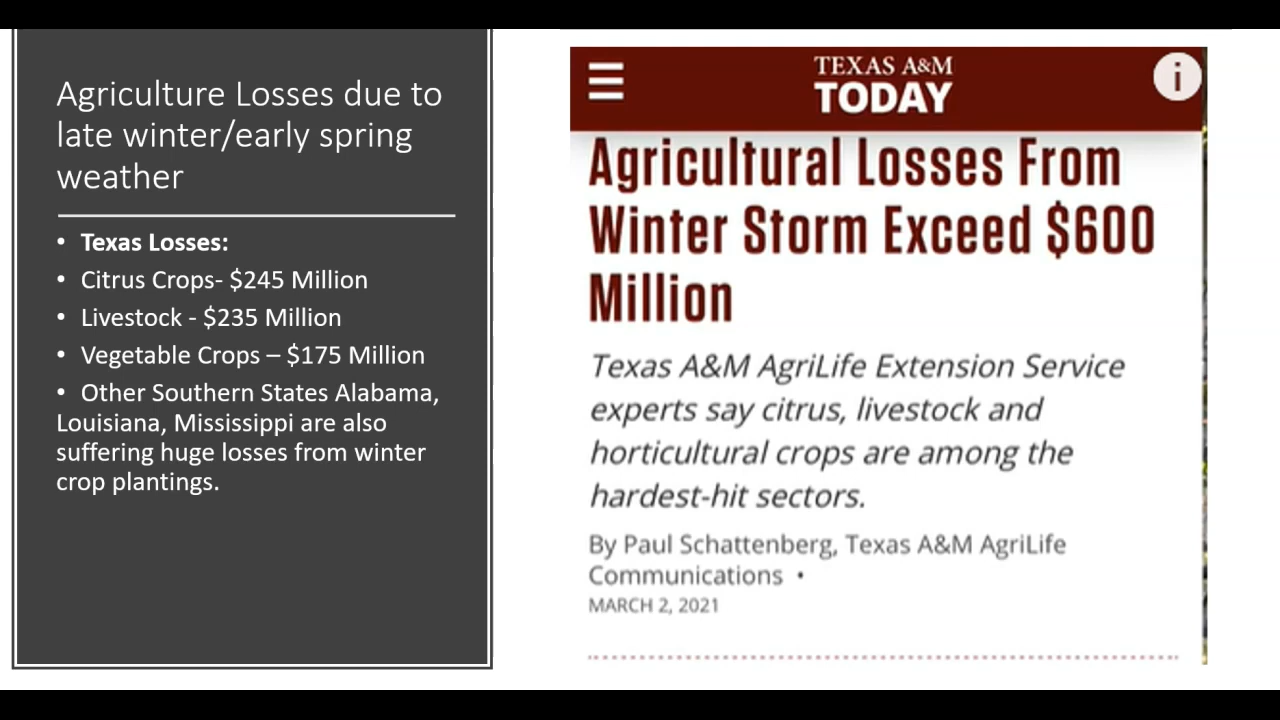 Agriculture Losses due to
late winter/early spring
weather
• Texas Losses:
• Citrus Crops- $245 Million
• Livestock - $235 Million
• Vegetable Crops – $175 Million
• Other Southern States Alabama,
Louisiana, Mississippi are also
suffering huge losses from winter
crop plantings.
TEXAS A&M
TODAY
i
Agricultural Losses From
Winter Storm Exceed $600
Million
Texas A&M AgriLife Extension Service
experts say citrus, livestock and
horticultural crops are among the
hardest-hit sectors.
By Paul Schattenberg, Texas A&M AgriLife
Communications •
MARCH 2, 2021